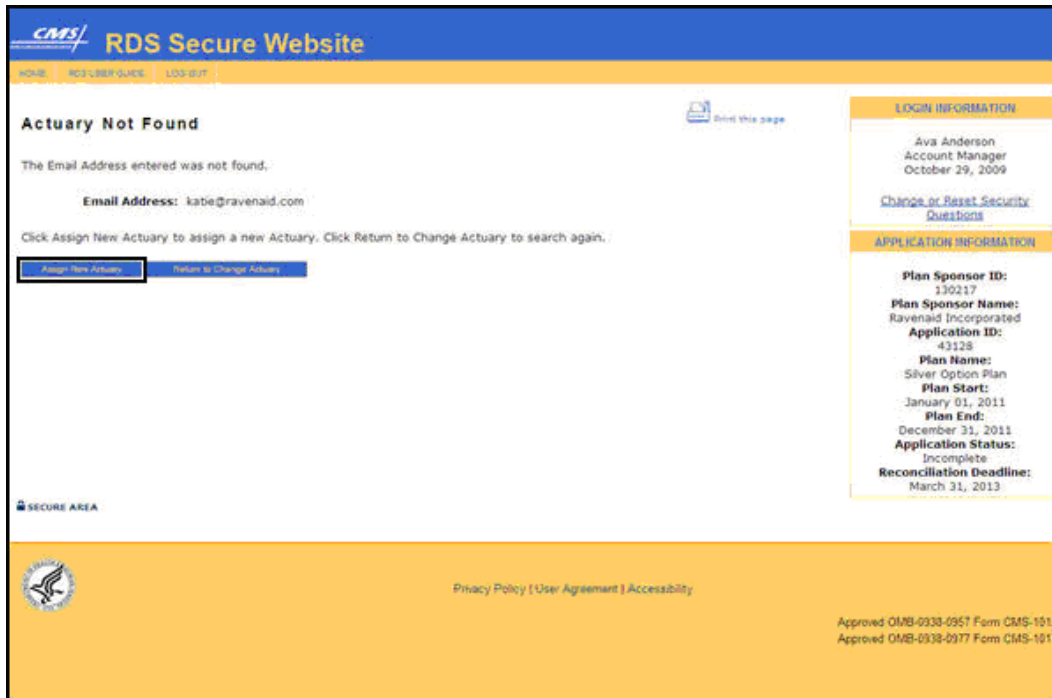 CMS/ RDS Secure Website
HOME RDS USER GUIDE LOG OUT
Actuary Not Found
Print this page
The Email Address entered was not found.
Email Address: katie@ravenaid.com
Click Assign New Actuary to assign a new Actuary. Click Return to Change Actuary to search again.
Assign New Actuary Return to Change Actuary
LOGIN INFORMATION
Ava Anderson
Account Manager
October 29, 2009
Change or Reset Security
Questions
APPLICATION INFORMATION
Plan Sponsor ID:
130217
Plan Sponsor Name:
Ravenaid Incorporated
Application ID:
43128
Plan Name:
Silver Option Plan
Plan Start:
January 01, 2011
Plan End:
December 31, 2011
Application Status:
Incomplete
Reconciliation Deadline:
March 31, 2013
SECURE AREA
Privacy Policy | User Agreement | Accessibility
Approved OMB-0938-0957 Form CMS-101
Approved OMB-0938-0977 Form CMS-101